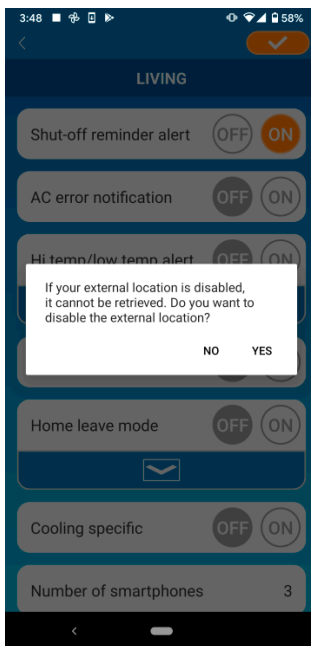 3:48 58%
LIVING
Shut-off reminder alert OFF ON
AC error notification OFF ON
Hi temp/low temp alert OFF ON
If your external location is disabled,
it cannot be retrieved. Do you want to
disable the external location?
NO YES
Home leave mode OFF ON
Cooling specific OFF ON
Number of smartphones 3